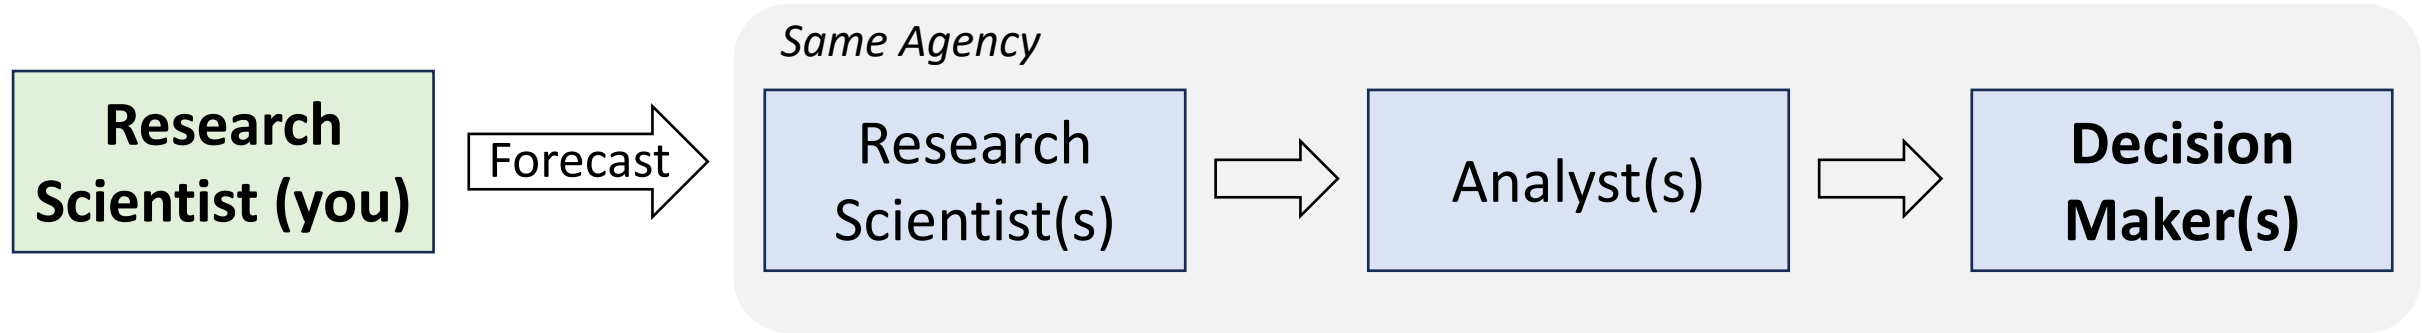 Same Agency
Research
Scientist (you)
Forecast
Research
Scientist(s)
Analyst(s)
Decision
Maker(s)